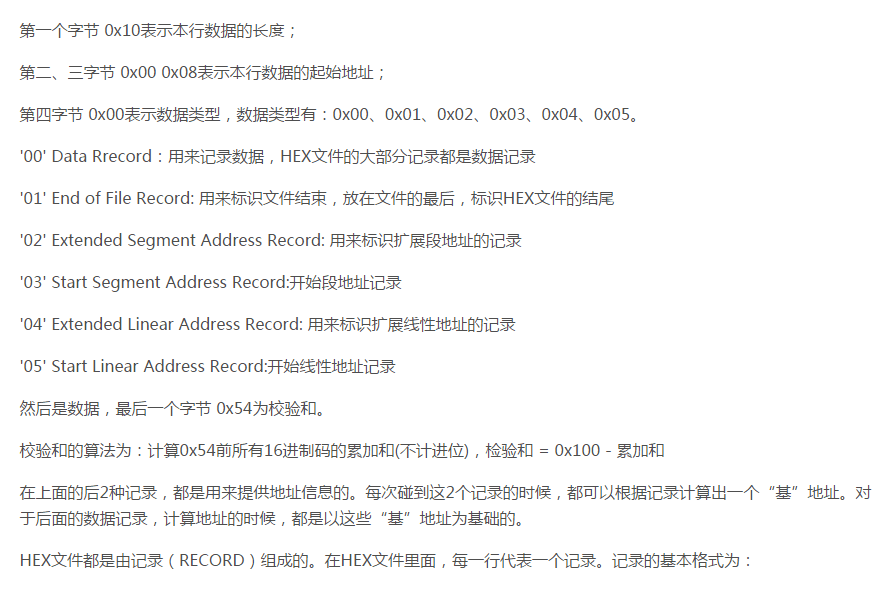 第一个字节 0x10表示本行数据的长度；
第二、三字节 0x00 0x08表示本行数据的起始地址；
第四字节 0x00表示数据类型，数据类型有：0x00、0x01、0x02、0x03、0x04、0x05。
'00' Data Rrecord：用来记录数据，HEX文件的大部分记录都是数据记录
'01' End of File Record: 用来标识文件结束，放在文件的最后，标识HEX文件的结尾
'02' Extended Segment Address Record: 用来标识扩展段地址的记录
'03' Start Segment Address Record:开始段地址记录
'04' Extended Linear Address Record: 用来标识扩展线性地址的记录
'05' Start Linear Address Record:开始线性地址记录
然后是数据，最后一个字节 0x54为校验和。
校验和的算法为：计算0x54前所有16进制码的累加和(不计进位)，检验和 = 0x100 - 累加和
在上面的后2种记录，都是用来提供地址信息的。每次碰到这2个记录的时候，都可以根据记录计算出一个“基”地址。对
于后面的数据记录，计算地址的时候，都是以这些“基”地址为基础的。
HEX文件都是由记录（RECORD）组成的。在HEX文件里面，每一行代表一个记录。记录的基本格式为：